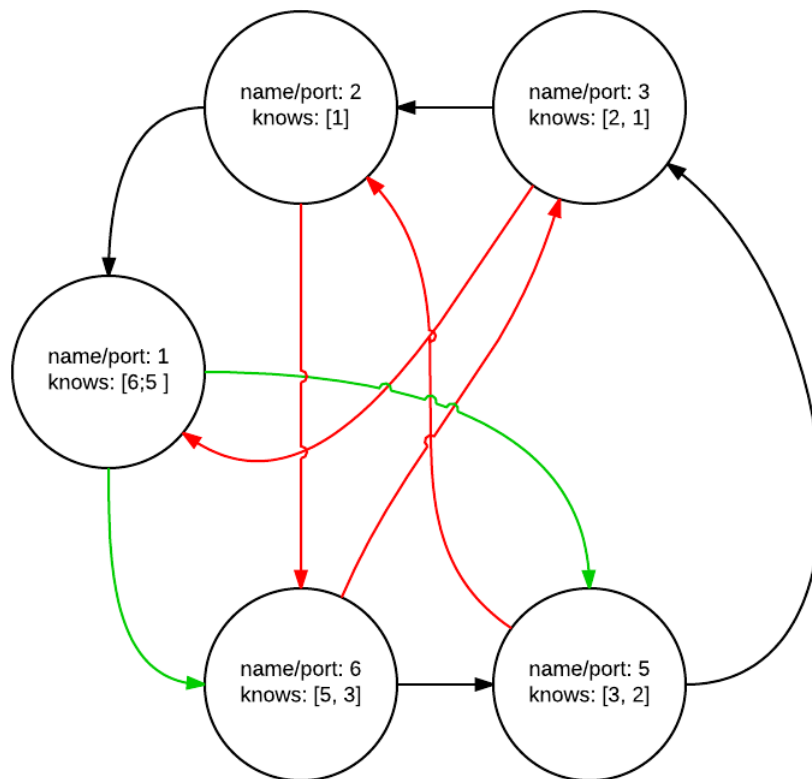 name/port: 2
knows: [1]
name/port: 3
knows: [2, 1]
name/port: 1
knows: [6;5 ]
name/port: 6
knows: [5, 3]
name/port: 5
knows: [3, 2]